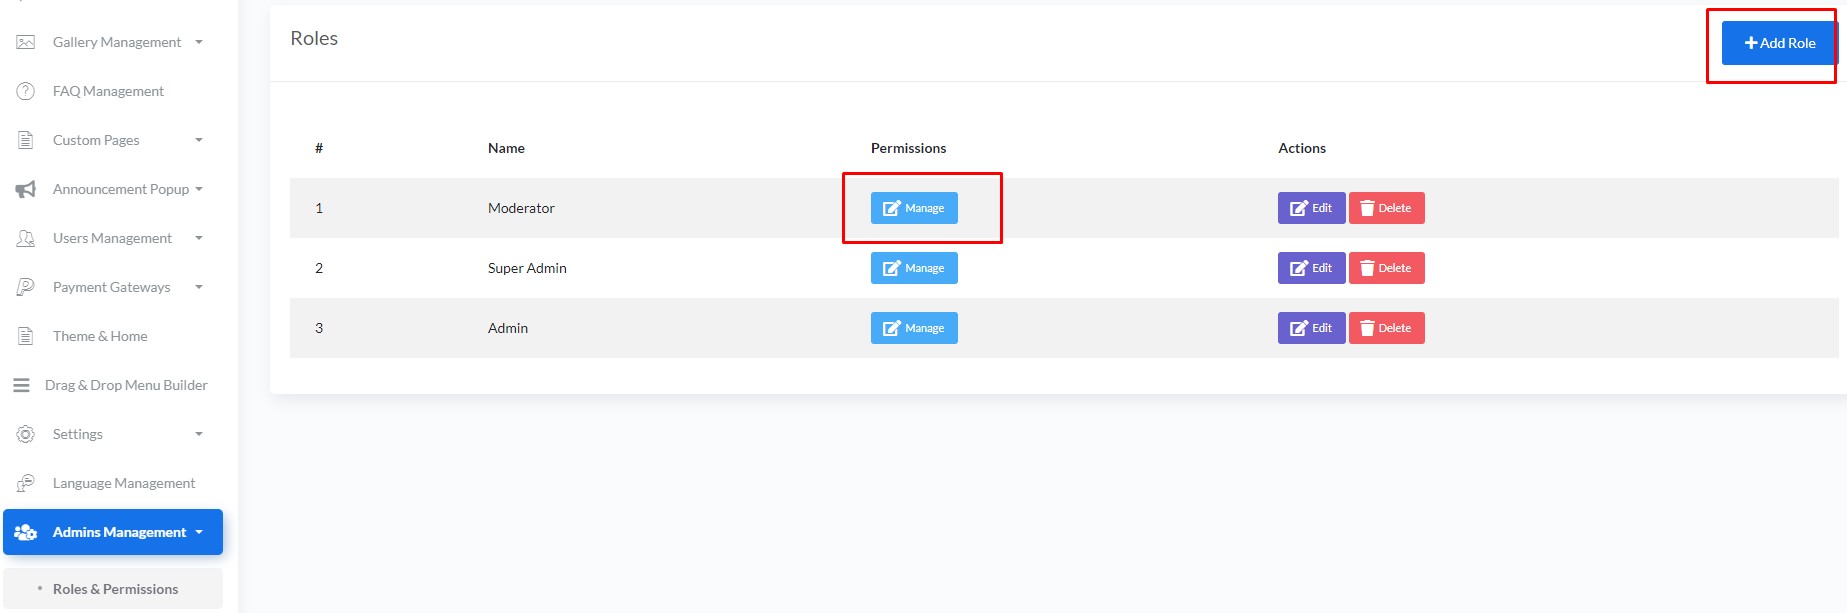 Gallery Management
FAQ Management
Custom Pages
Announcement Popup
Users Management
Payment Gateways
Theme & Home
Drag & Drop Menu Builder
Settings
Language Management
Admins Management
Roles & Permissions
Roles
Add Role
# Name Permissions Actions
1 Moderator Manage Edit Delete
2 Super Admin Manage Edit Delete
3 Admin Manage Edit Delete